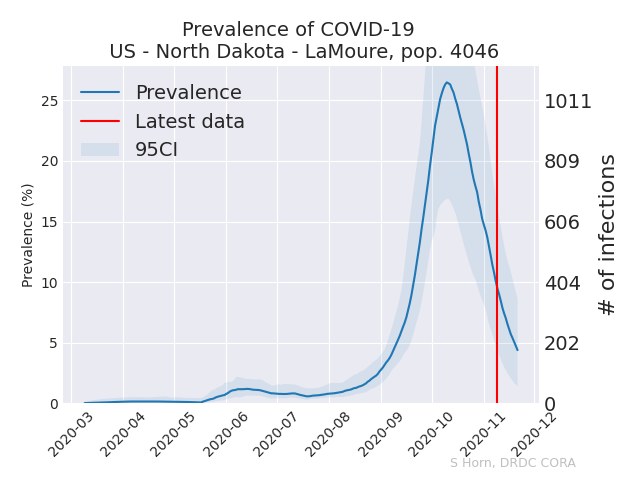 Prevalence of COVID-19
US - North Dakota - LaMoure, pop. 4046
Prevalence
Latest data
95CI
Prevalence (%)
25
20
15
10
5
0
1011
809
606
404
202
0
# of infections
2020-03
2020-04
2020-05
2020-06
2020-07
2020-08
2020-09
2020-10
2020-11
2020-12
S Horn, DRDC CORA